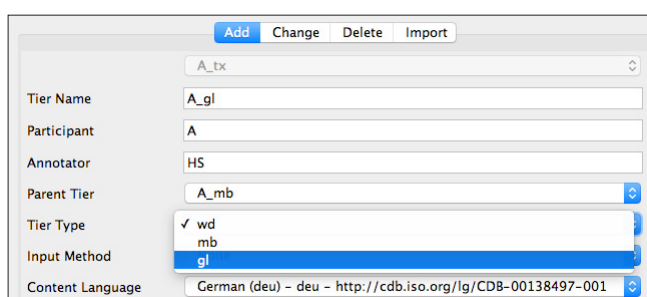 Add Change Delete Import
A_tx
Tier Name A_gl
Participant A
Annotator HS
Parent Tier A_mb
Tier Type ✓ wd
mb
Input Method gl
Content Language German (deu) – deu – http://cdb.iso.org/lg/CDB-00138497-001